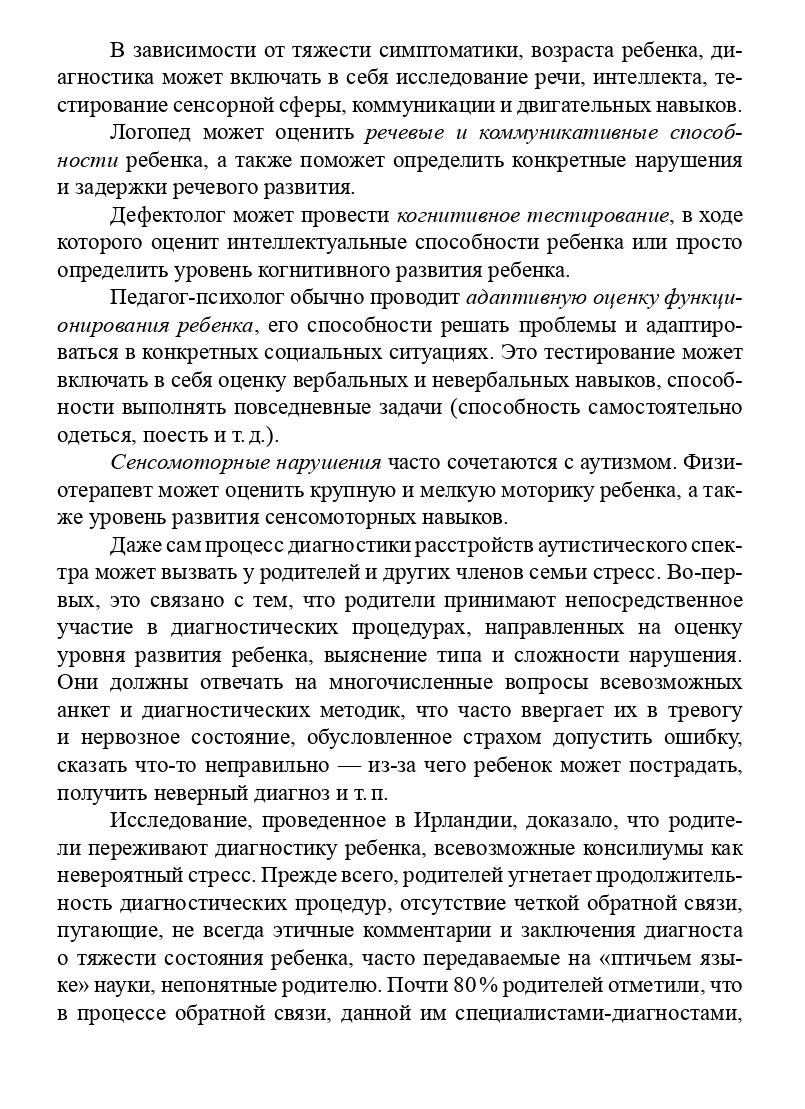 В зависимости от тяжести симптоматики, возраста ребенка, ди-
агностика может включать в себя исследование речи, интеллекта, те-
стирование сенсорной сферы, коммуникации и двигательных навыков.
Логопед может оценить речевые и коммуникативные способ-
ности ребенка, а также поможет определить конкретные нарушения
и задержки речевого развития.
Дефектолог может провести когнитивное тестирование, в ходе
которого оценит интеллектуальные способности ребенка или просто
определить уровень когнитивного развития ребенка.
Педагог-психолог обычно проводит адаптивную оценку функци-
онирования ребенка, его способности решать проблемы и адаптиро-
ваться в конкретных социальных ситуациях. Это тестирование может
включать в себя оценку вербальных и невербальных навыков, способ-
ности выполнять повседневные задачи (способность самостоятельно
одеться, поесть и т. д.).
Сенсомоторные нарушения часто сочетаются с аутизмом. Физи-
отерапевт может оценить крупную и мелкую моторику ребенка, а так-
же уровень развития сенсомоторных навыков.
Даже сам процесс диагностики расстройств аутистического спек-
тра может вызвать у родителей и других членов семьи стресс. Во-пер-
вых, это связано с тем, что родители принимают непосредственное
участие в диагностических процедурах, направленных на оценку
уровня развития ребенка, выяснение типа и сложности нарушения.
Они должны отвечать на многочисленные вопросы всевозможных
анкет и диагностических методик, что часто ввергает их в тревогу
и нервозное состояние, обусловленное страхом допустить ошибку,
сказать что-то неправильно — из-за чего ребенок может пострадать,
получить неверный диагноз и т. п.
Исследование, проведенное в Ирландии, доказало, что родите-
ли переживают диагностику ребенка, всевозможные консилиумы как
невероятный стресс. Прежде всего, родителей угнетает продолжитель-
ность диагностических процедур, отсутствие четкой обратной связи,
пугающие, не всегда этичные комментарии и заключения диагноста
о тяжести состояния ребенка, часто передаваемые на «птичьем язы-
ке» науки, непонятные родителю. Почти 80 % родителей отметили, что
в процессе обратной связи, данной им специалистами-диагностами,